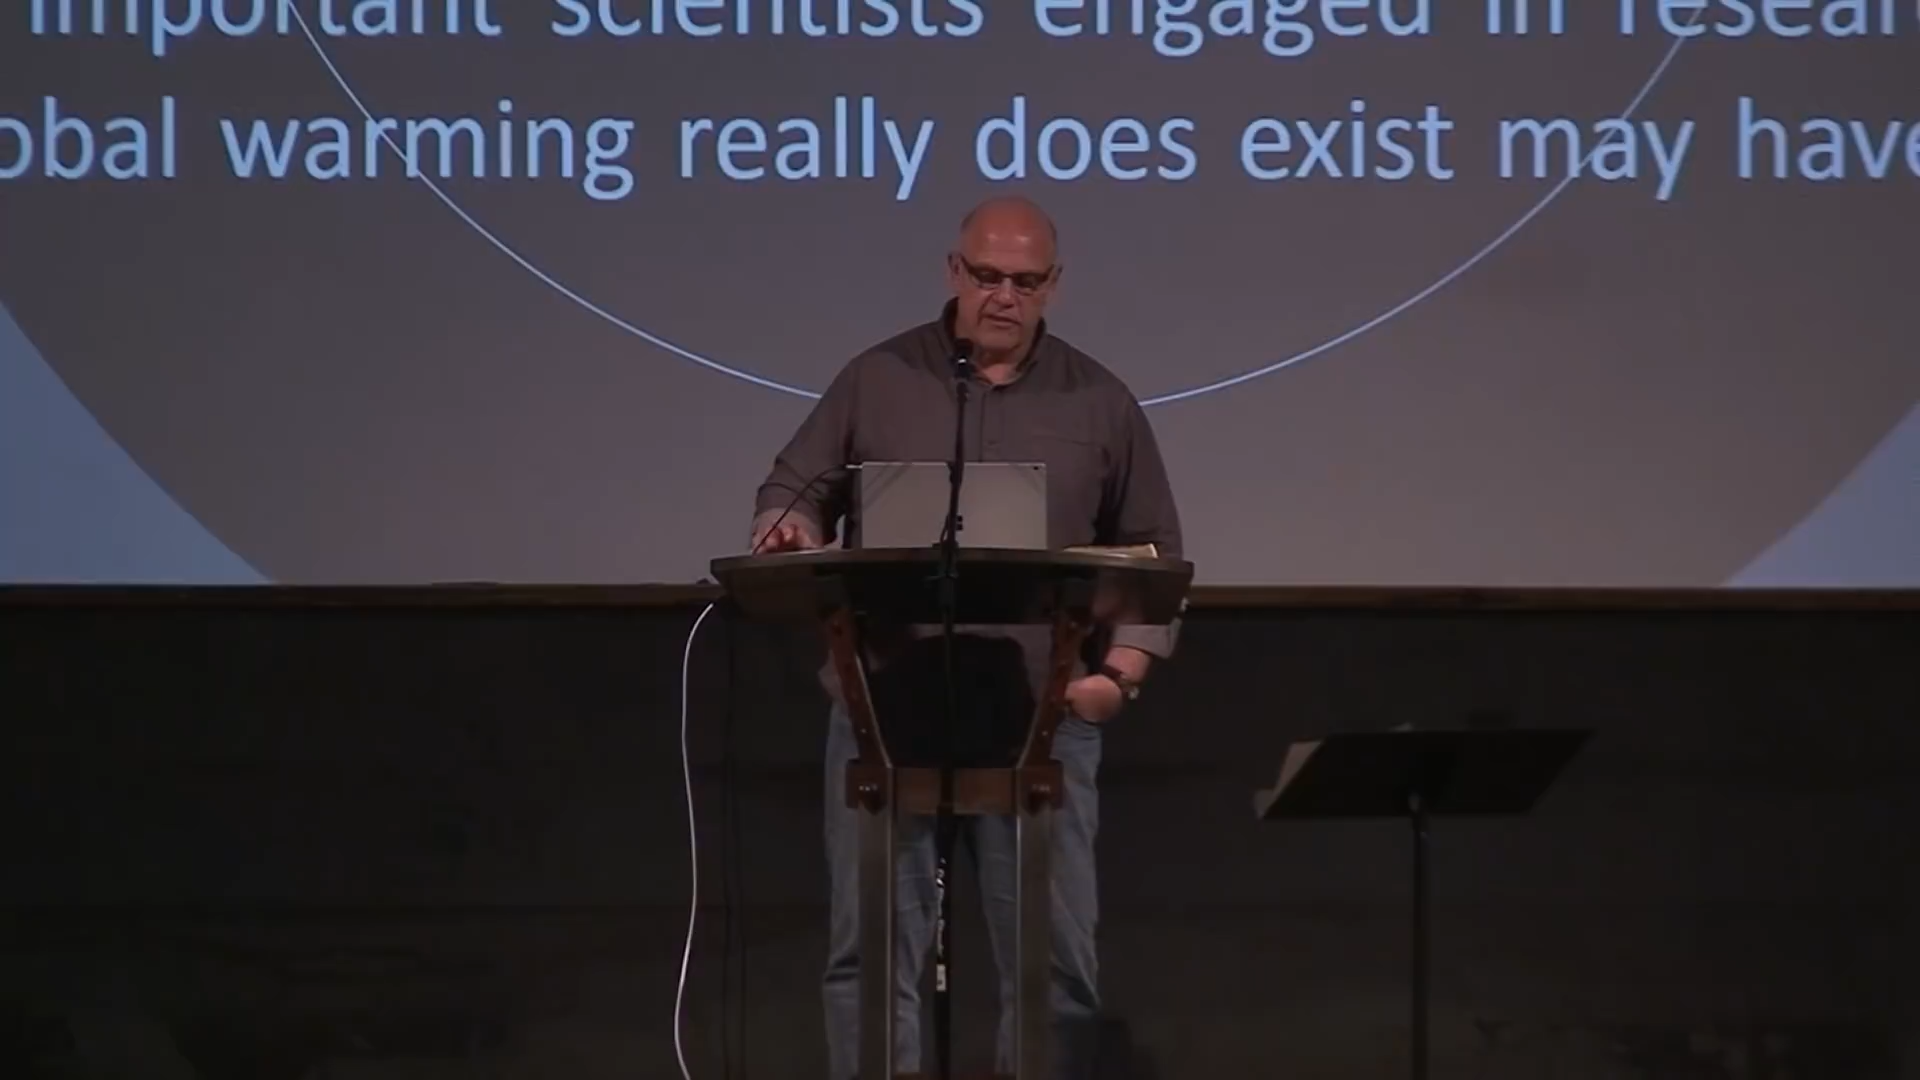 important scientists engaged in resear
obal warming really does exist may have